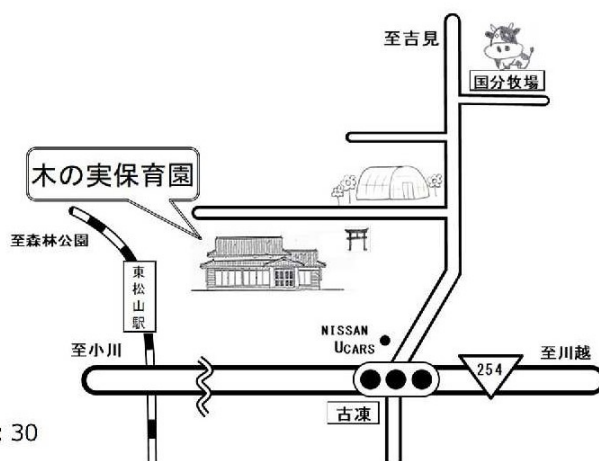 至吉見
国分牧場
木の実保育園
至森林公園
東松山駅
NISSAN
UCARS
至小川
254
至川越
古凍
: 30